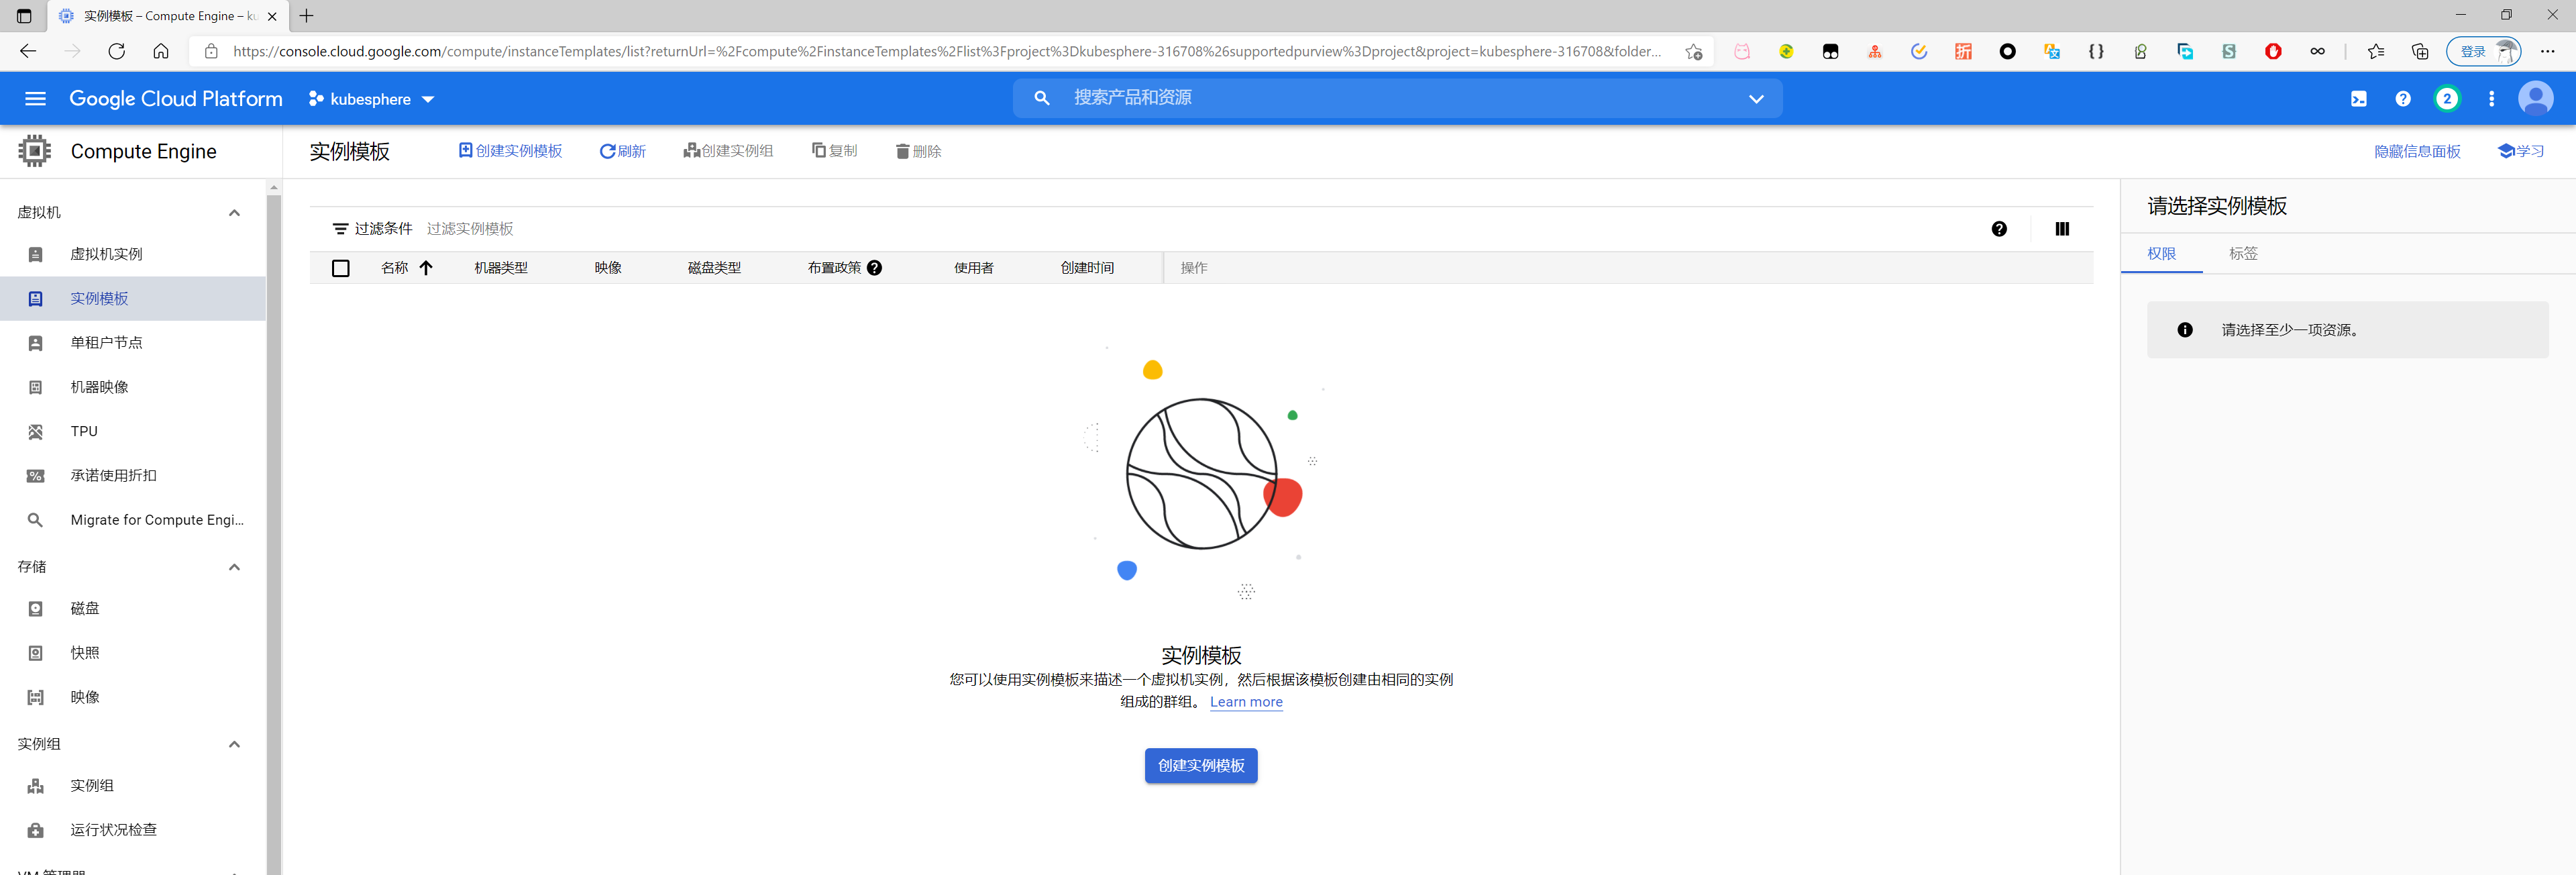 实例模板 – Compute Engine – ku
https://console.cloud.google.com/compute/instanceTemplates/list?returnUrl=%2Fcompute%2FinstanceTemplates%2Flist%3Fproject%3Dkubesphere-316708%26supportedpurview%3Dproject&project=kubesphere-316708&folder...
折
登录
Google Cloud Platform
kubesphere
搜索产品和资源
2
Compute Engine
实例模板
创建实例模板
刷新
创建实例组
复制
删除
隐藏信息面板
学习
虚拟机
虚拟机实例
实例模板
单租户节点
机器映像
TPU
承诺使用折扣
Migrate for Compute Engi...
存储
磁盘
快照
映像
实例组
实例组
运行状况检查
VM 管理器
过滤条件 过滤实例模板
名称 机器类型 映像 磁盘类型 布置政策 使用者 创建时间 操作
实例模板
您可以使用实例模板来描述一个虚拟机实例，然后根据该模板创建由相同的实例
组成的群组。 Learn more
创建实例模板
请选择实例模板
权限 标签
请选择至少一项资源。